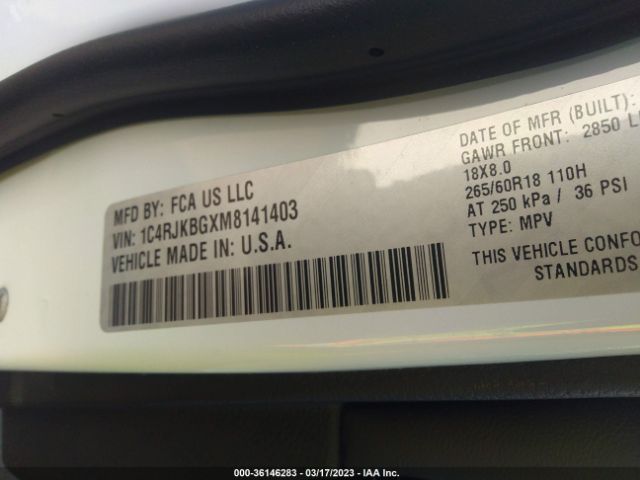 MFD BY: FCA US LLC
VIN: 1C4RJKBGXM8141403
VEHICLE MADE IN: U.S.A.
DATE OF MFR (BUILT):
GAWR FRONT: 2850 L
18X8.0
265/60R18 110H
AT 250 kPa / 36 PSI
TYPE: MPV
THIS VEHICLE CONFO
STANDARDS
000-36146283 - 03/17/2023 - IAA Inc.